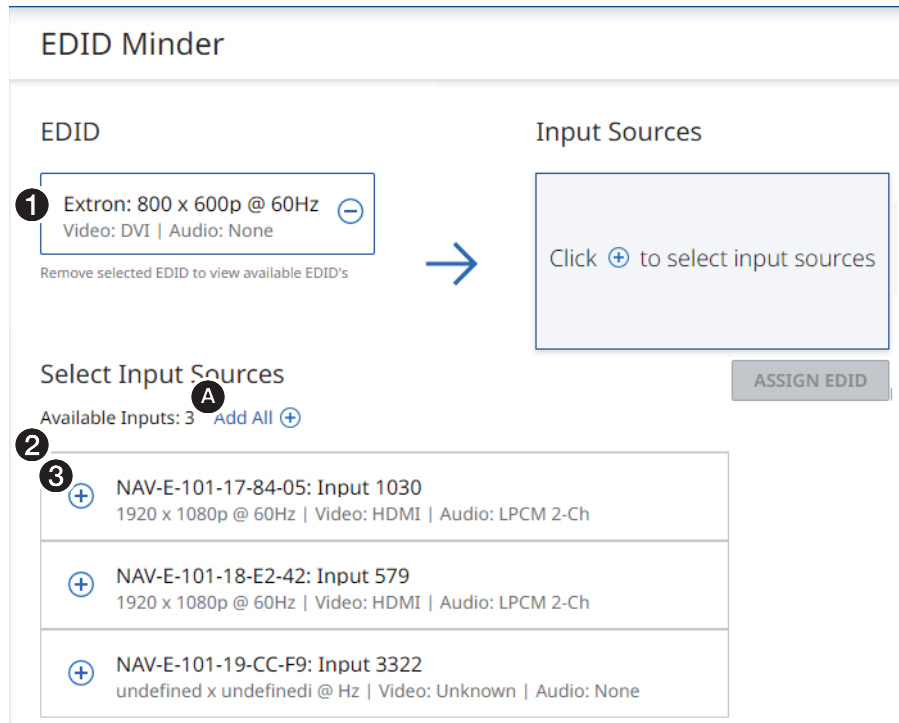 EDID Minder
EDID
Input Sources
1
Extron: 800 x 600p @ 60Hz
Video: DVI | Audio: None
Remove selected EDID to view available EDID's
Click ⊕ to select input sources
Select Input Sources
ASSIGN EDID
A
Available Inputs: 3 Add All ⊕
2
3
NAV-E-101-17-84-05: Input 1030
1920 x 1080p @ 60Hz | Video: HDMI | Audio: LPCM 2-Ch
NAV-E-101-18-E2-42: Input 579
1920 x 1080p @ 60Hz | Video: HDMI | Audio: LPCM 2-Ch
NAV-E-101-19-CC-F9: Input 3322
undefined x undefinedi @ Hz | Video: Unknown | Audio: None